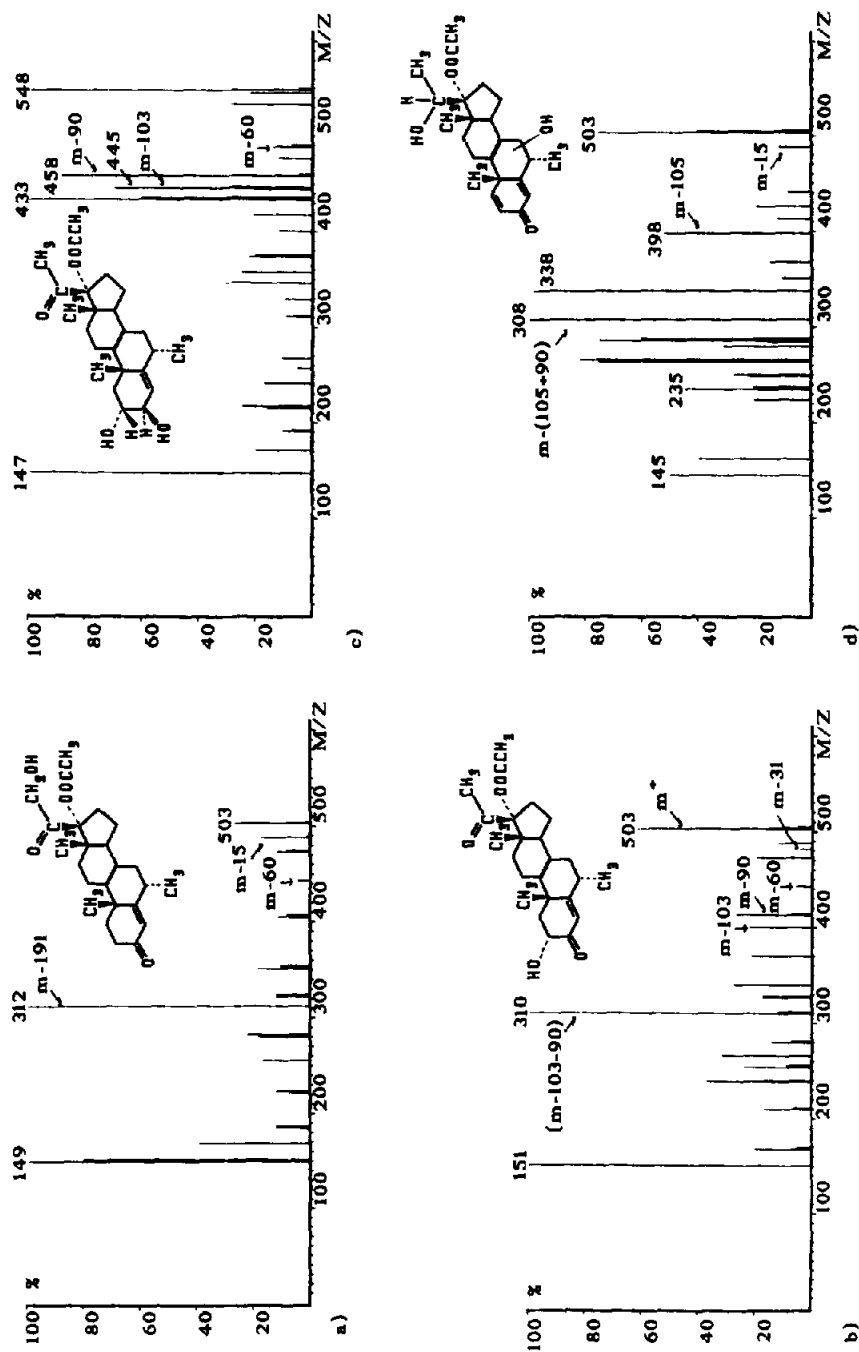 100 %
80
60
40
20
149
312
m-191
503
m-15
m-60
O
CH3
CH3
O
C
CH2OH
OOCCH3
CH3
100
200
300
400
500
M/Z
a)
100 %
80
60
40
20
151
310
(m-103-90)
m-103
m-90
m-60
503
m+
m-31
HO
O
CH3
CH3
O
C
CH3
OOCCH3
CH3
100
200
300
400
500
M/Z
b)
100 %
80
60
40
20
147
433
458
m-90
445
m-103
m-60
548
HO
H
H
HO
CH3
CH3
O
C
CH3
OOCCH3
CH3
100
200
300
400
500
M/Z
c)
100 %
80
60
40
20
145
235
m-(105+90)
308
338
398
m-105
503
m-15
O
CH3
CH3
HO
H
C
CH3
OOCCH3
OH
CH3
100
200
300
400
500
M/Z
d)